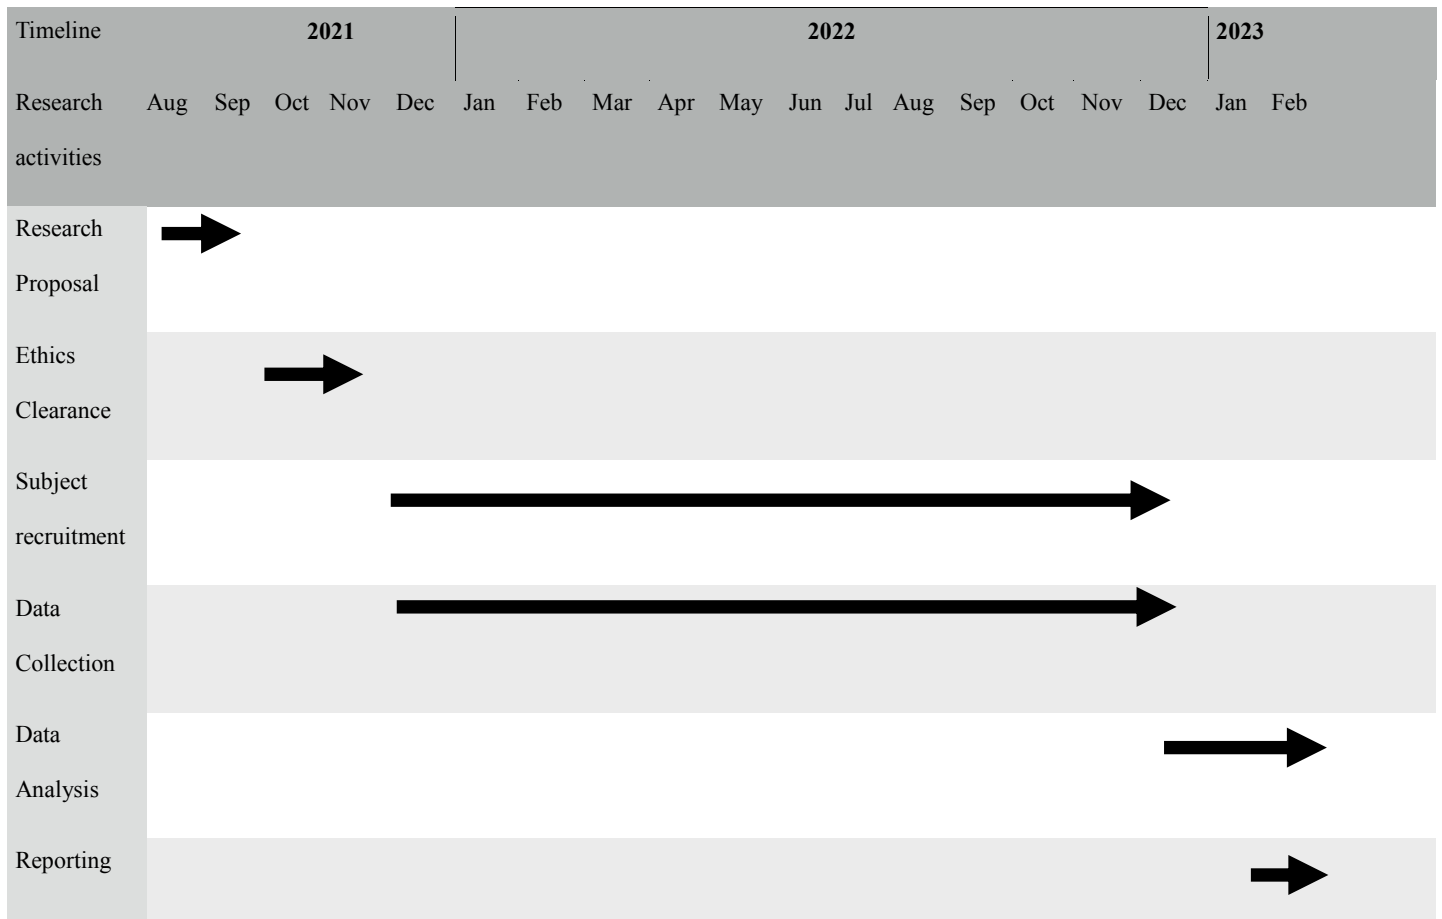 Timeline 2021 2022 2023
Research Aug Sep Oct Nov Dec Jan Feb Mar Apr May Jun Jul Aug Sep Oct Nov Dec Jan Feb
activities
Research
Proposal
Ethics
Clearance
Subject
recruitment
Data
Collection
Data
Analysis
Reporting